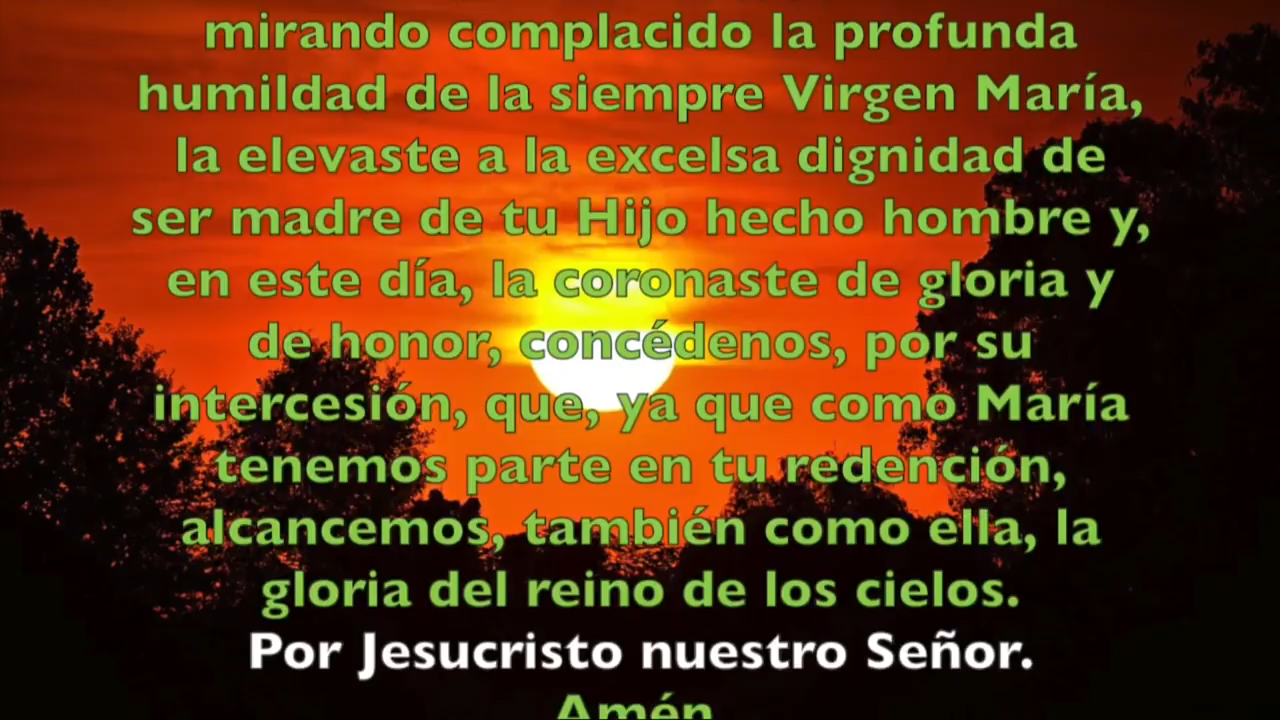 mirando complacido la profunda
humildad de la siempre Virgen María,
la elevaste a la excelsa dignidad de
ser madre de tu Hijo hecho hombre y,
en este día, la coronaste de gloria y
de honor, concédenos, por su
intercesión, que, ya que como María
tenemos parte en tu redención,
alcancemos, también como ella, la
gloria del reino de los cielos.
Por Jesucristo nuestro Señor.
Amén